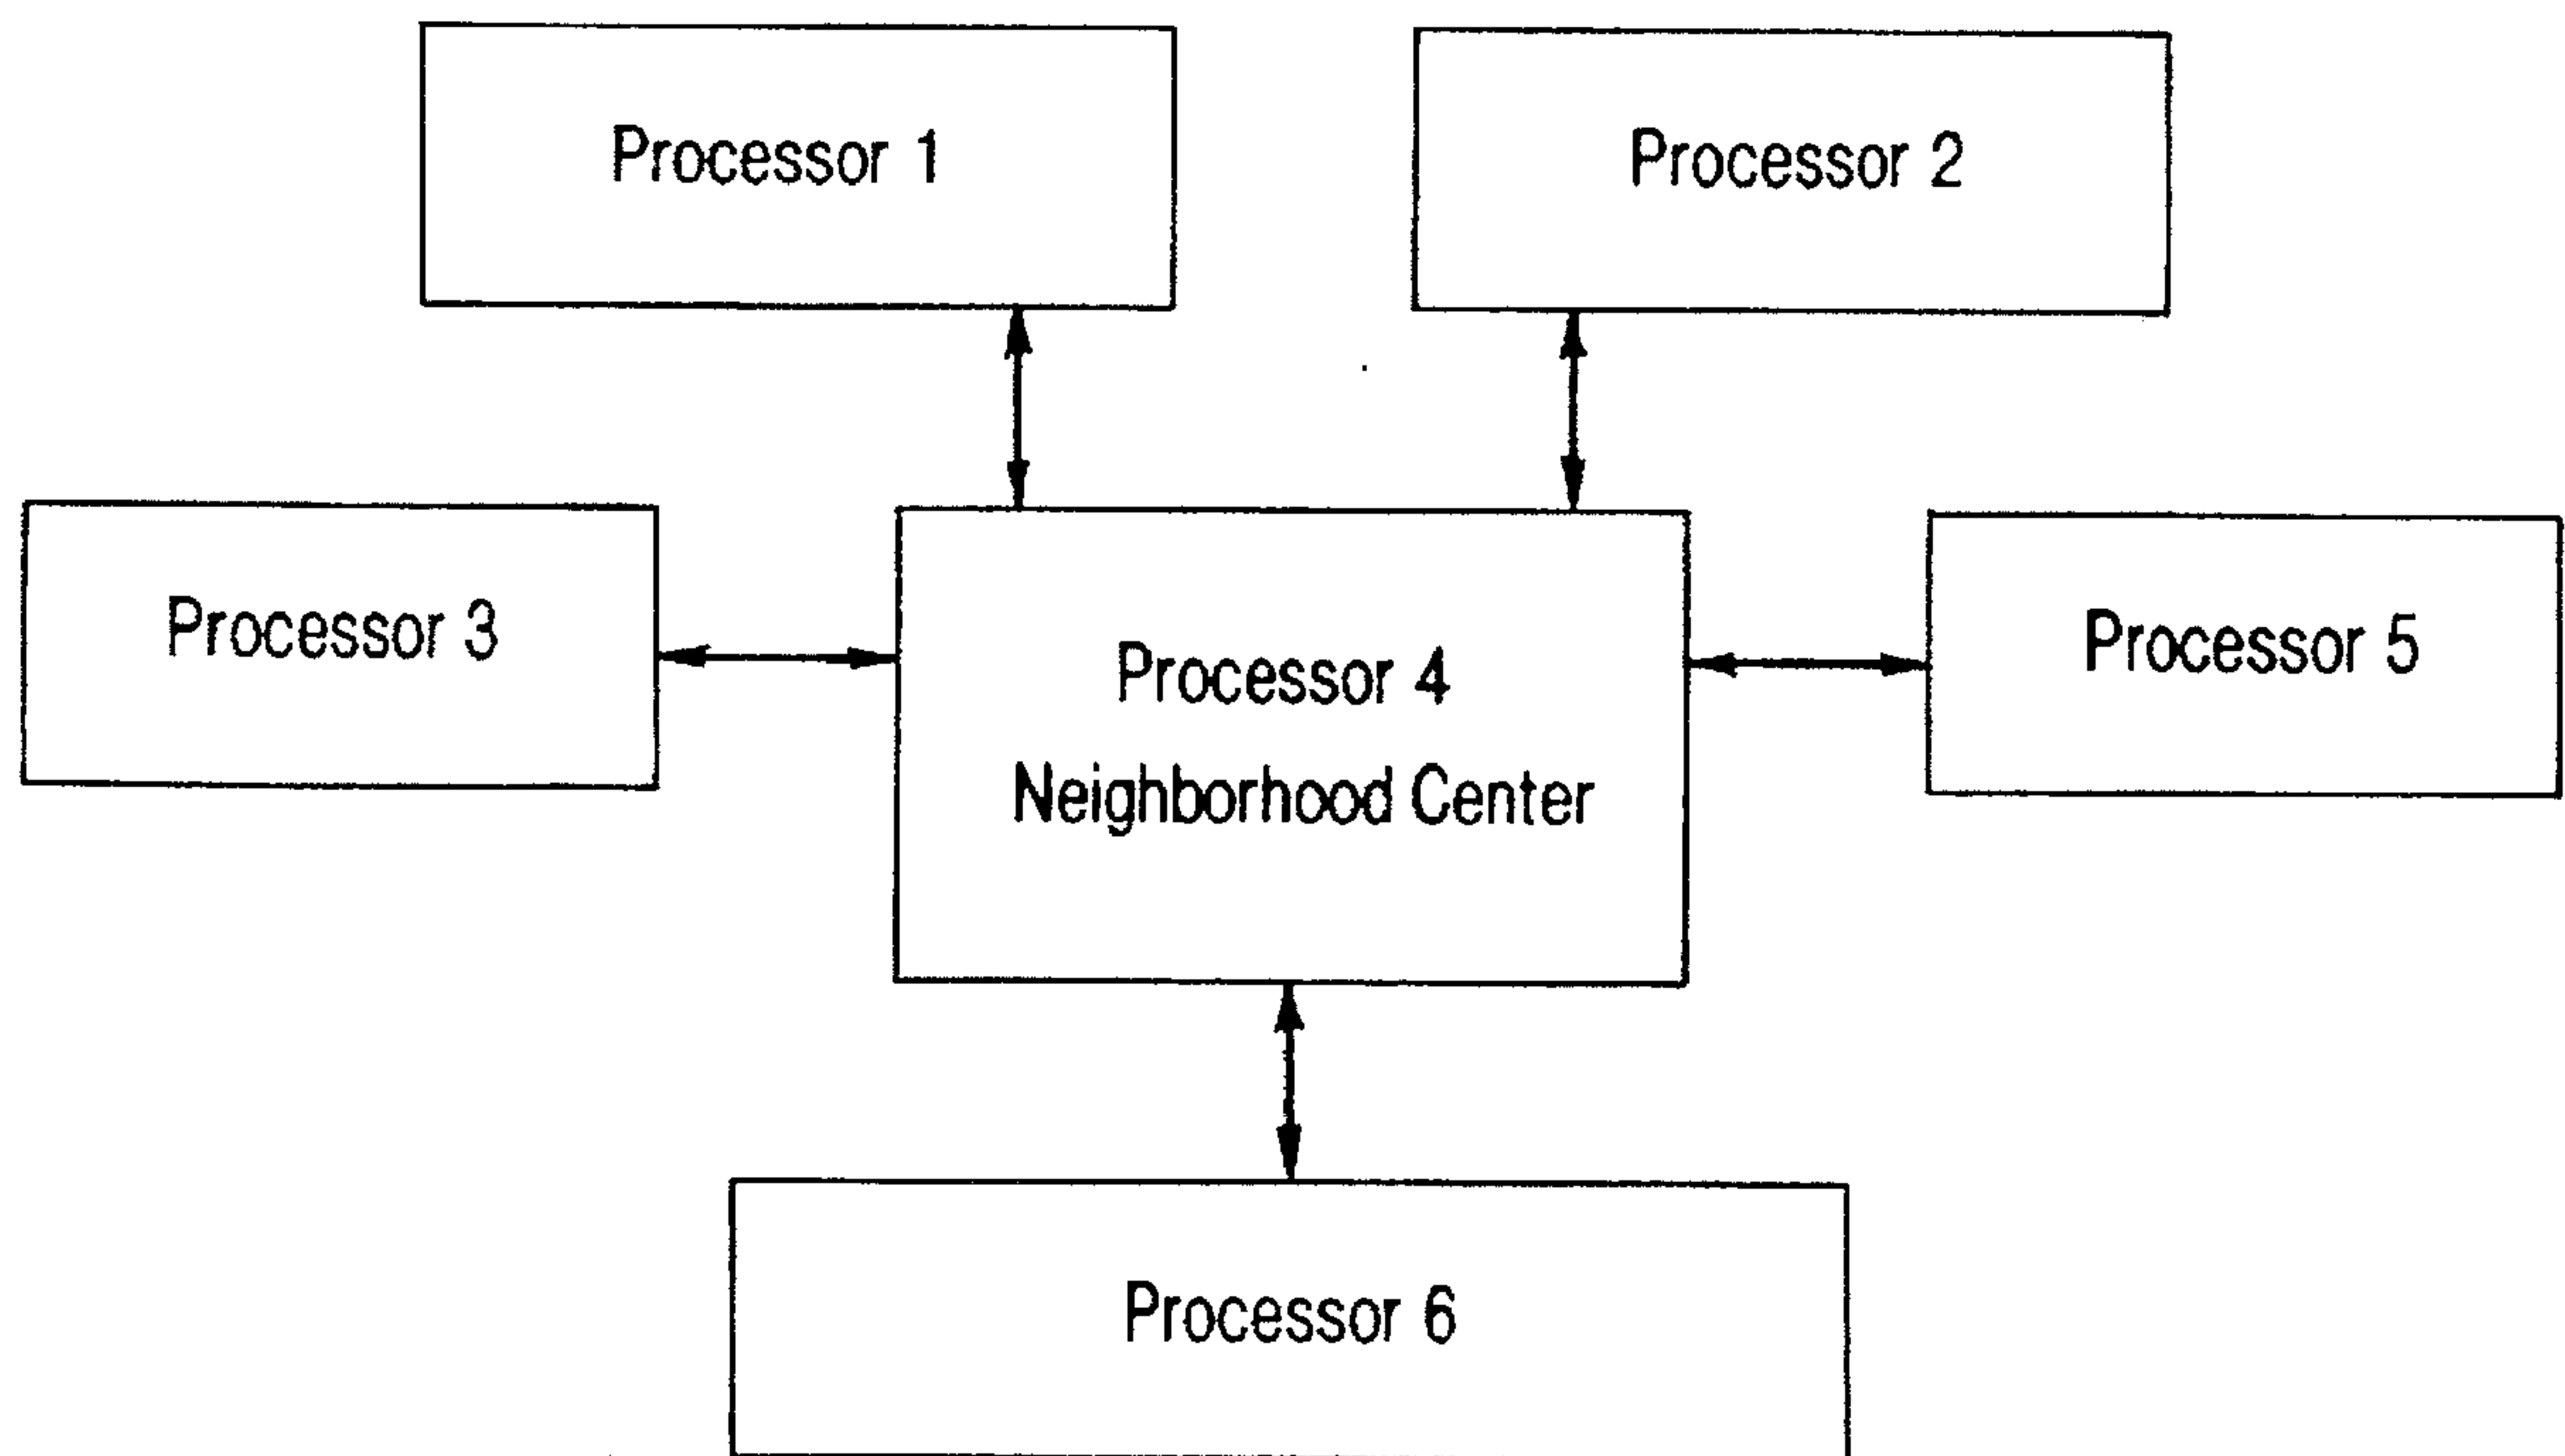 Processor 1
Processor 2
Processor 3
Processor 4
Neighborhood Center
Processor 5
Processor 6